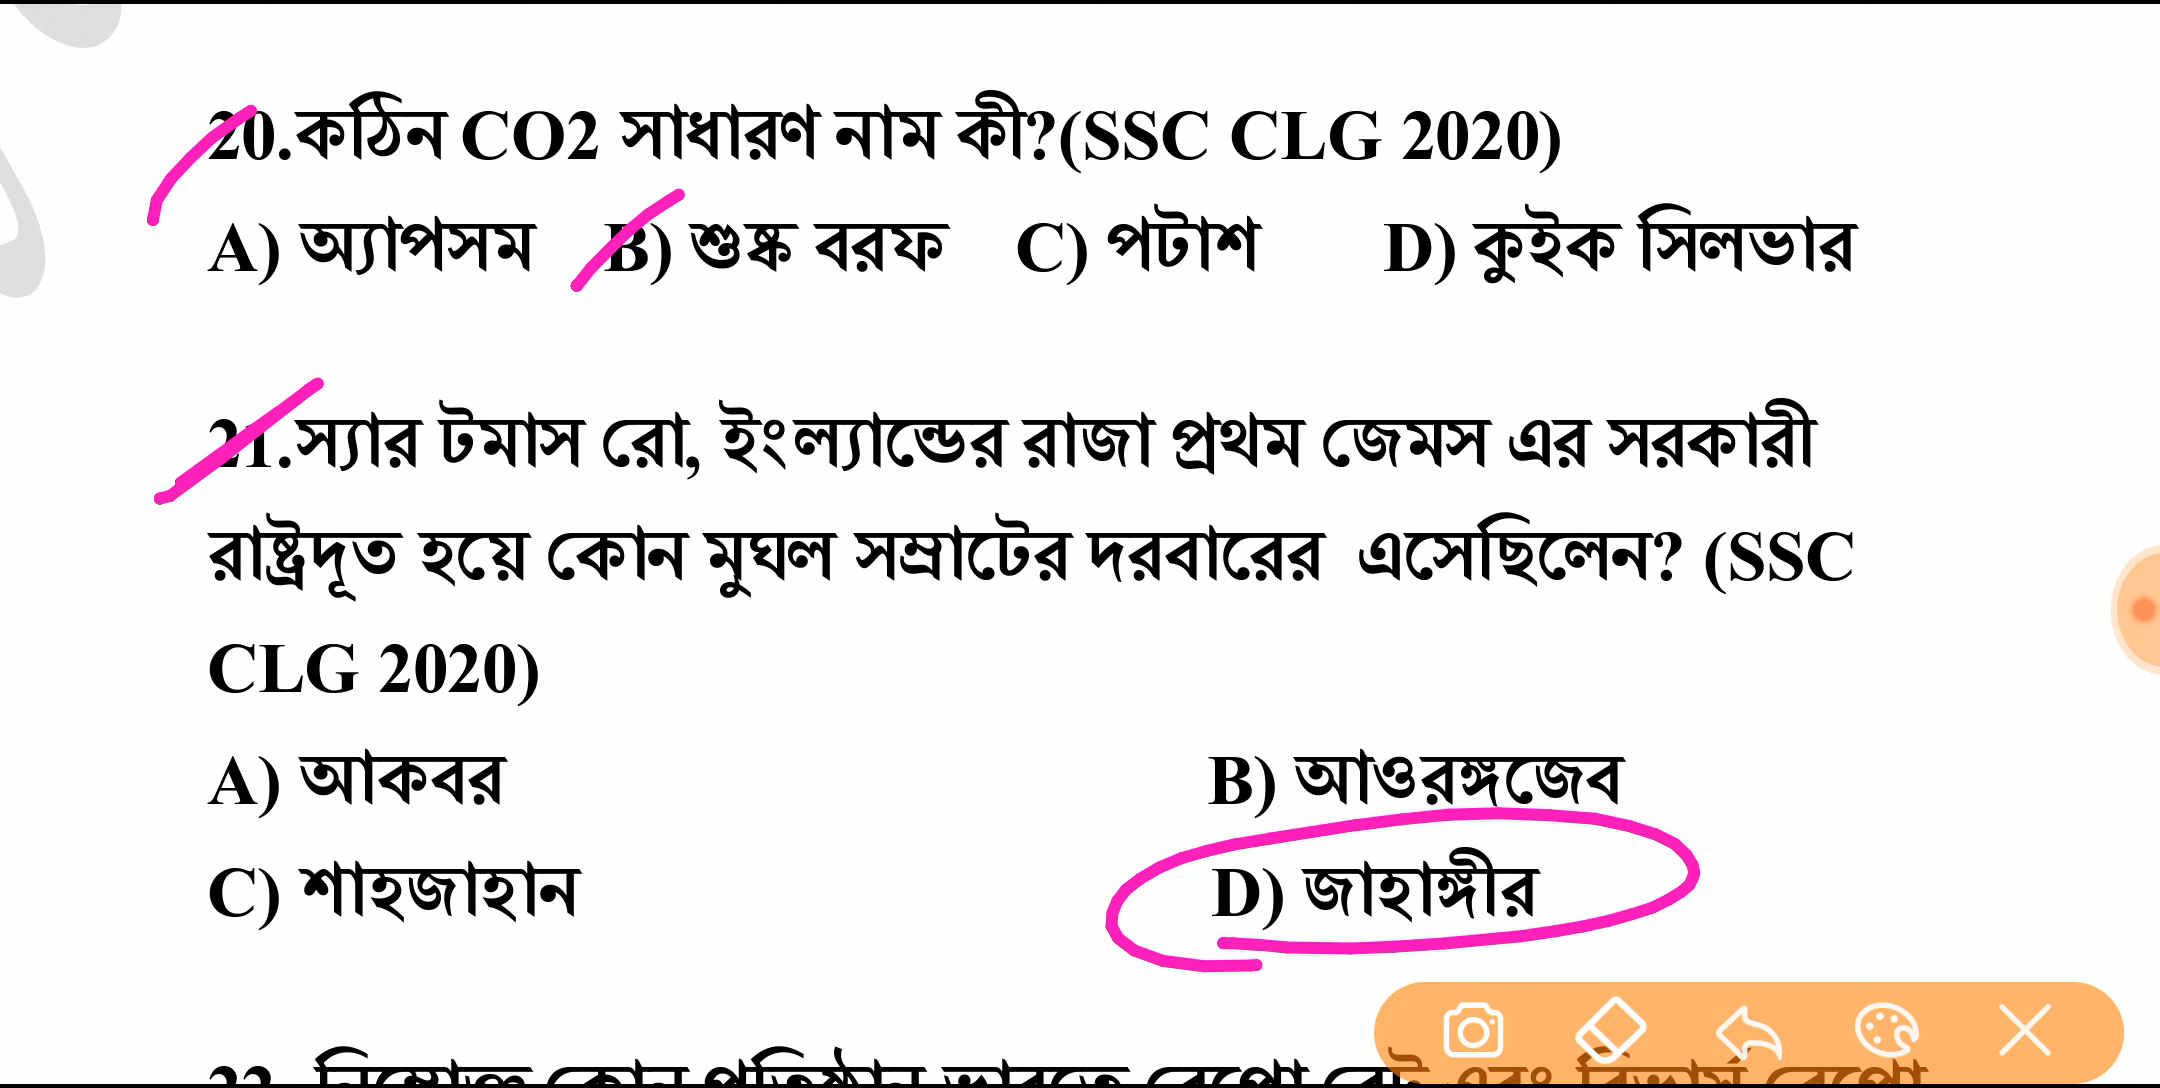 20.কঠিন CO2 সাধারণ নাম কী?(SSC CLG 2020)
A) অ্যাপসম B) শুষ্ক বরফ C) পটাশ D) কুইক সিলভার
21.স্যার টমাস রো, ইংল্যান্ডের রাজা প্রথম জেমস এর সরকারী
রাষ্ট্রদূত হয়ে কোন মুঘল সম্রাটের দরবারের এসেছিলেন? (SSC
CLG 2020)
A) আকবর B) আওরঙ্গজেব
C) শাহজাহান D) জাহাঙ্গীর